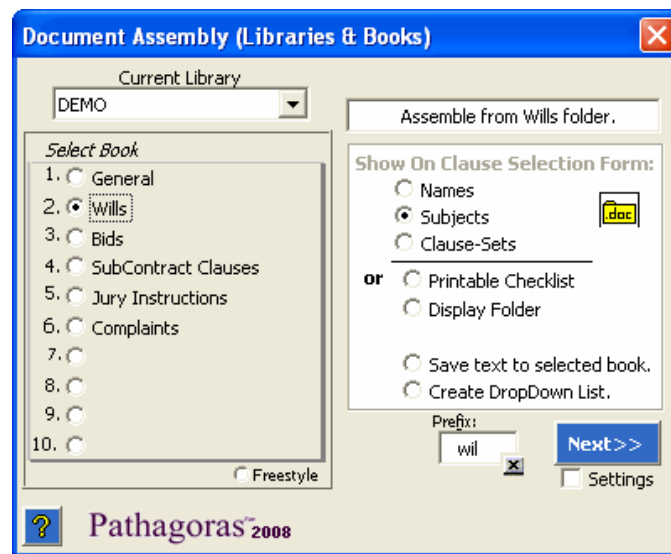 Document Assembly (Libraries & Books)
Current Library
DEMO
Assemble from Wills folder.
Select Book
1. General
2. Wills
3. Bids
4. SubContract Clauses
5. Jury Instructions
6. Complaints
7.
8.
9.
10.
Freestyle
Show On Clause Selection Form:
Names
Subjects
Clause-Sets
.doc
or Printable Checklist
Display Folder
Save text to selected book.
Create DropDown List.
Prefix:
wil
x
Next>>
Settings
? Pathagoras™2008